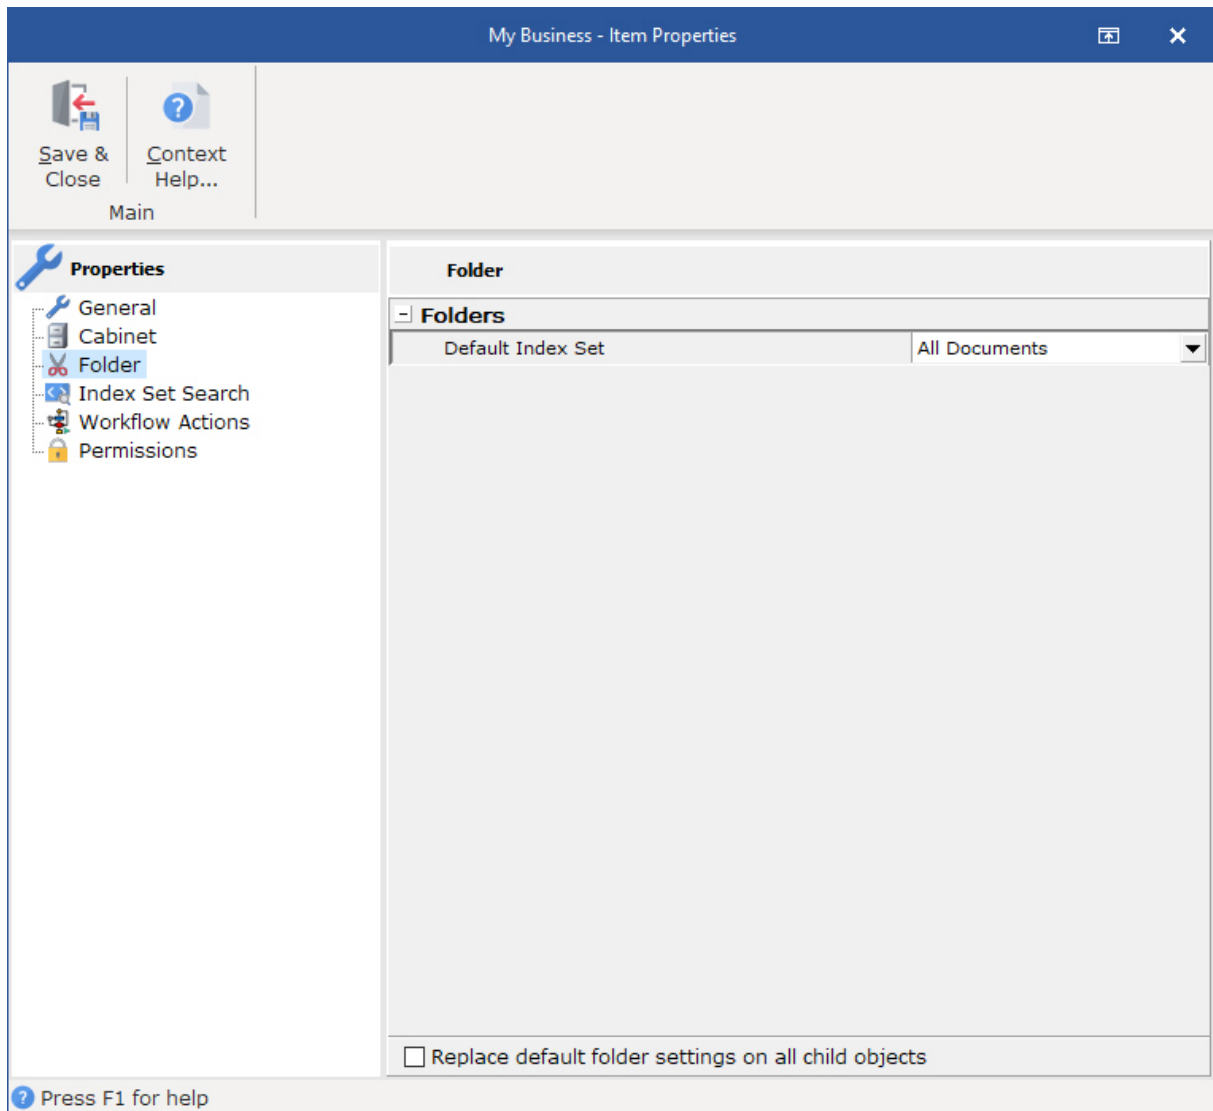 My Business - Item Properties
Save &
Close
Context
Help...
Main
Properties
General
Cabinet
Folder
Index Set Search
Workflow Actions
Permissions
Folder
Folders
Default Index Set
All Documents
Replace default folder settings on all child objects
Press F1 for help